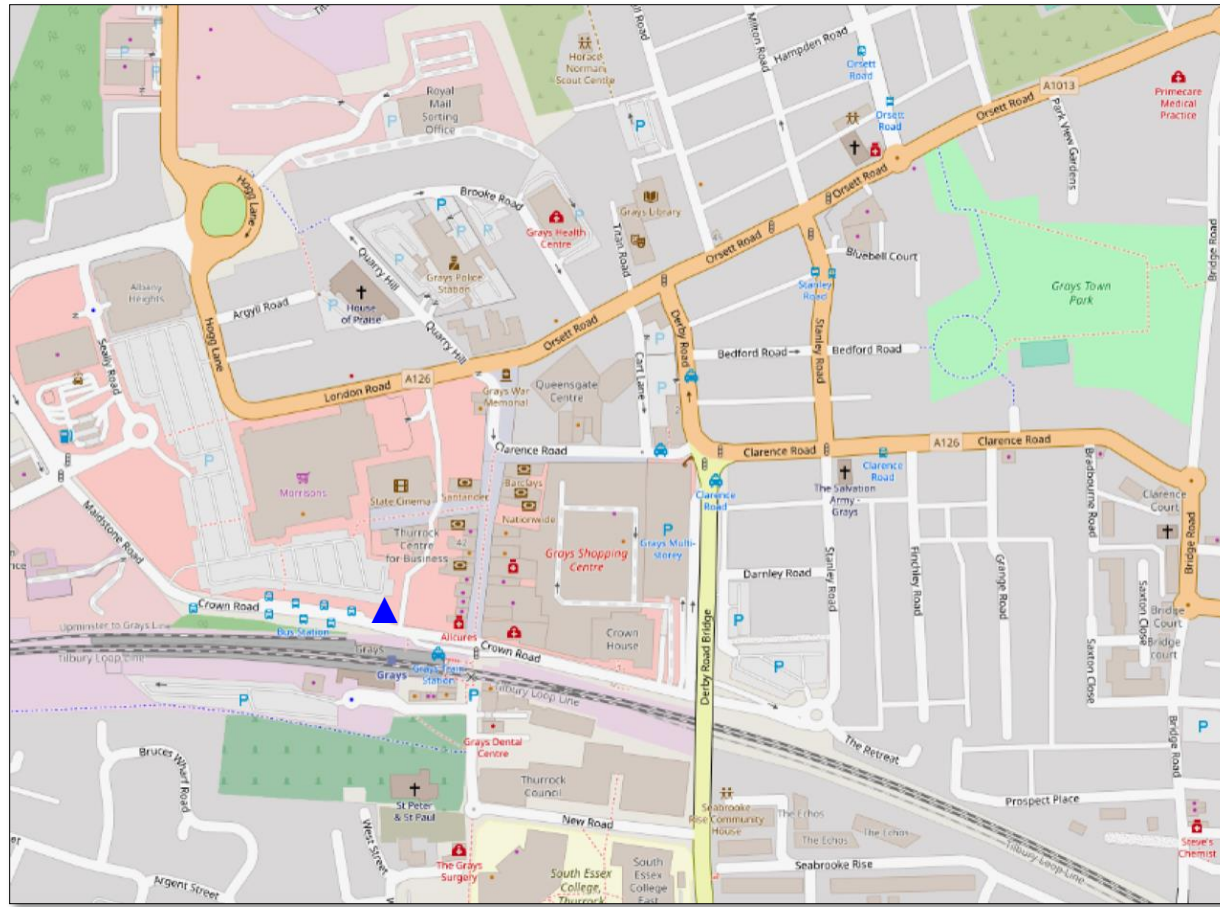 Hampden Road
Milton Road
Horace
Norman
Scout Centre
Orsett
Road
Orsett
Road
A1013
Orsett Road
Park View Gardens
Primecare
Medical
Practice
Royal
Mail
Sorting
Office
P
P
P
Hogg Lane
Brooke Road
P
P
P
P
Grays Library
Grays Health
Centre
Titan Road
Orsett Road
Orsett Road
Bluebell Court
Bridge Road
Quarry Hill
Grays Police
Station
Stanley
Road
Grays Town
Park
Albany
Heights
House
of Praise
Argyll Road
P
Quarry Hill
Orsett Road
P
Derby Road
Stanley Road
Hogg Lane
Seally Road
Bedford Road
Bedford Road
Cart Lane
London Road
A126
Grays War
Memorial
Queensgate
Centre
P
Clarence Road
Clarence Road
A126
Clarence Road
P
Morrisons
State Cinema
Santander
Barclays
Nationwide
Clarence
Road
The Salvation
Army -
Grays
Clarence
Road
Bradbourne Road
Clarence
Court
Maidstone Road
Thurrock
Centre
for Business
42
Grays Shopping
Centre
P
Grays Multi-
storey
Stanley Road
Finchley Road
Grange Road
Bridge Road
Darnley Road
Saxton Close
Crown Road
Bus Station
Allcures
Crown
House
P
Bridge
Court
Bridge
court
Upminster to Grays Line
Tilbury Loop Line
Grays
Grays
Crown Road
Grays Train
Station
P
Tilbury Loop Line
Derby Road Bridge
P
Saxton Close
P
P
Grays Dental
Centre
The Retreat
Bridge Road
Bruces Wharf Road
Thurrock
Council
Prospect Place
St Peter
& St Paul
New Road
Seabrooke
Rise Community
House
The Echos
The Echos
The Echos
Tilbury Loop Line
Steve's
Chemist
West Street
The Grays
Surgery
Argent Street
South Essex
College,
Thurrock
South
Essex
College
East
Seabrooke Rise